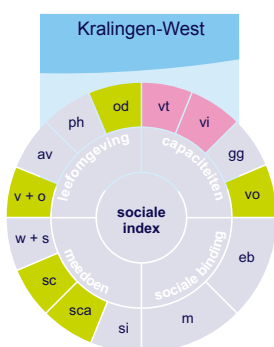 Kralingen-West
od
vt
ph
vi
av
leefomgeving
capaciteiten
gg
v + o
vo
sociale
index
w + s
meedoen
sociale binding
eb
sc
sca
si
m